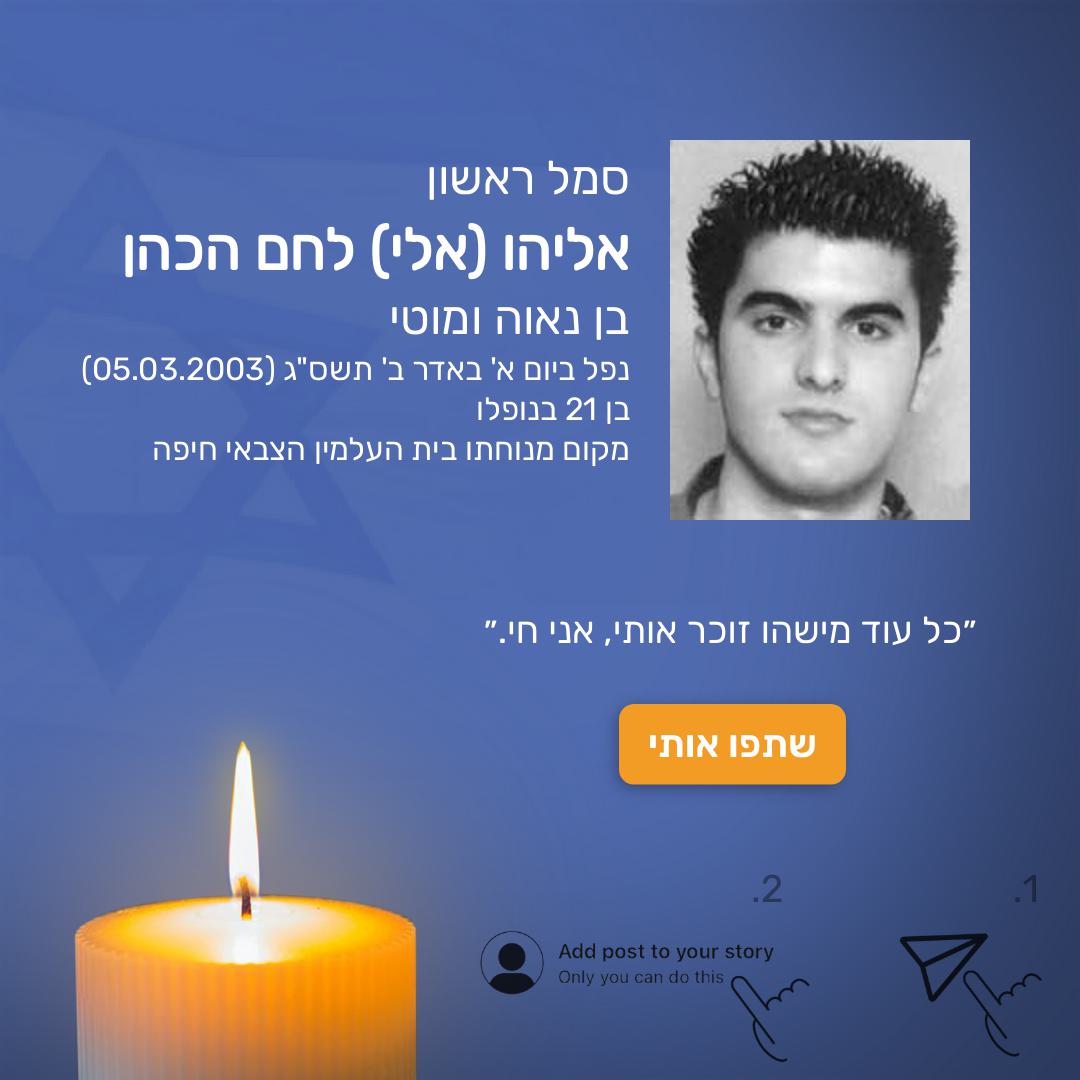 סמל ראשון
אליהו (אלי) לחם הכהן
בן נאוה ומוטי
נפל ביום א' באדר ב' תשס"ג (05.03.2003)
בן 21 בנופלו
מקום מנוחתו בית העלמין הצבאי חיפה
״כל עוד מישהו זוכר אותי, אני חי.״
שתפו אותי
.1
.2
Add post to your story
Only you can do this